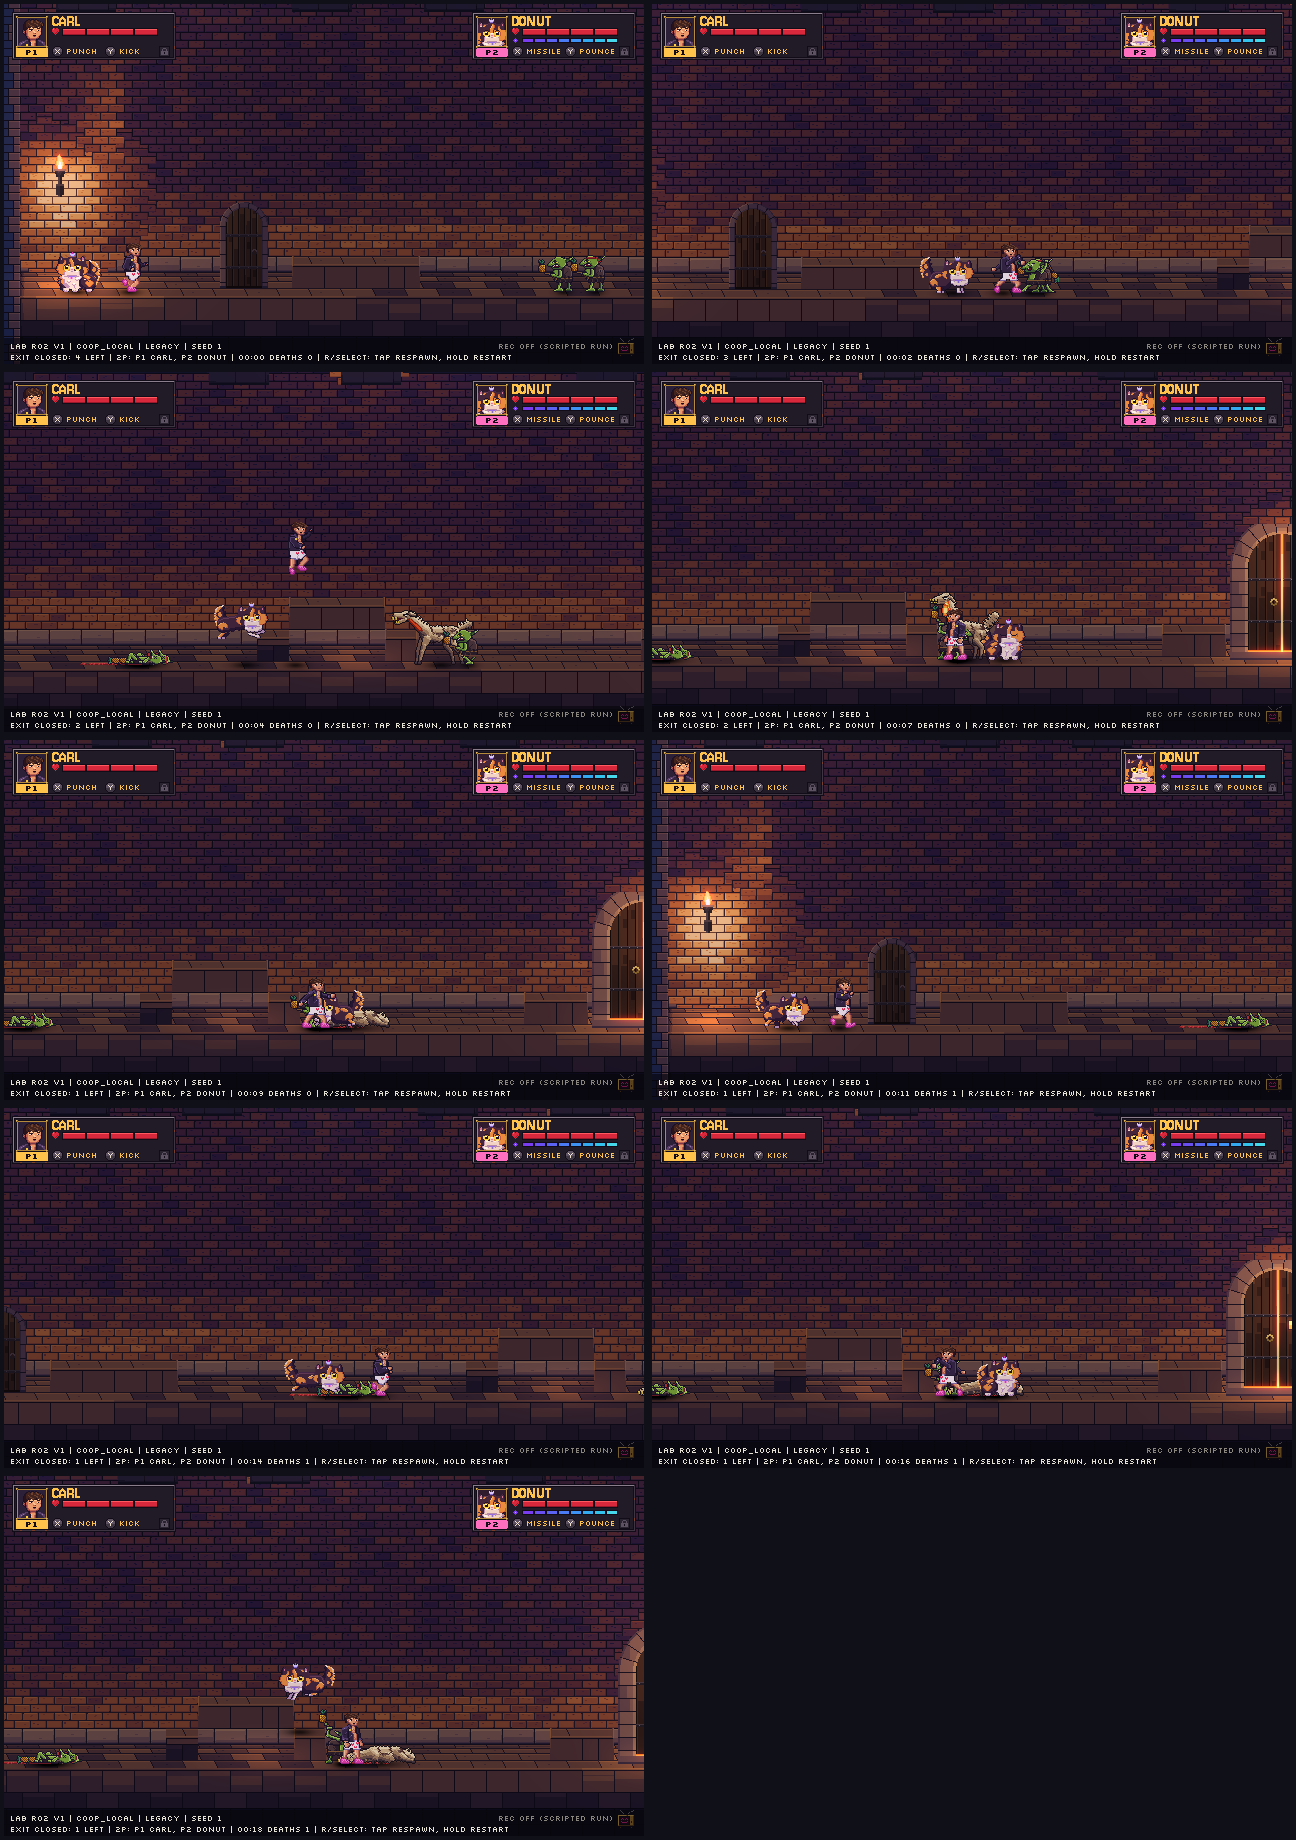 CARL
P1
PUNCH KICK
DONUT
P2
MISSILE POUNCE
LAB R02 V1 | COOP_LOCAL | LEGACY | SEED 1
REC OFF (SCRIPTED RUN)
EXIT CLOSED: 4 LEFT | 2P: P1 CARL, P2 DONUT | 00:00 DEATHS 0 | R/SELECT: TAP RESPAWN, HOLD RESTART
CARL
P1
X PUNCH Y KICK
DONUT
P2
X MISSILE Y POUNCE
LAB R02 V1 | COOP_LOCAL | LEGACY | SEED 1
REC OFF (SCRIPTED RUN)
EXIT CLOSED: 3 LEFT | 2P: P1 CARL, P2 DONUT | 00:02 DEATHS 0 | R/SELECT: TAP RESPAWN, HOLD RESTART
CARL
P1
X PUNCH Y KICK
DONUT
P2
X MISSILE Y POUNCE
LAB R02 V1 | COOP_LOCAL | LEGACY | SEED 1
REC OFF (SCRIPTED RUN)
EXIT CLOSED: 2 LEFT | 2P: P1 CARL, P2 DONUT | 00:04 DEATHS 0 | R/SELECT: TAP RESPAWN, HOLD RESTART
CARL
P1
X PUNCH Y KICK
DONUT
P2
X MISSILE Y POUNCE
LAB R02 V1 | COOP_LOCAL | LEGACY | SEED 1
REC OFF (SCRIPTED RUN)
EXIT CLOSED: 2 LEFT | 2P: P1 CARL, P2 DONUT | 00:07 DEATHS 0 | R/SELECT: TAP RESPAWN, HOLD RESTART
CARL
P1
X PUNCH Y KICK
DONUT
P2
X MISSILE Y POUNCE
LAB R02 V1 | COOP_LOCAL | LEGACY | SEED 1
REC OFF (SCRIPTED RUN)
EXIT CLOSED: 1 LEFT | 2P: P1 CARL, P2 DONUT | 00:09 DEATHS 0 | R/SELECT: TAP RESPAWN, HOLD RESTART
CARL
P1
X PUNCH Y KICK
DONUT
P2
X MISSILE Y POUNCE
LAB R02 V1 | COOP_LOCAL | LEGACY | SEED 1
REC OFF (SCRIPTED RUN)
EXIT CLOSED: 1 LEFT | 2P: P1 CARL, P2 DONUT | 00:11 DEATHS 1 | R/SELECT: TAP RESPAWN, HOLD RESTART
CARL
P1
X PUNCH Y KICK
DONUT
P2
X MISSILE Y POUNCE
LAB R02 V1 | COOP_LOCAL | LEGACY | SEED 1
REC OFF (SCRIPTED RUN)
EXIT CLOSED: 1 LEFT | 2P: P1 CARL, P2 DONUT | 00:14 DEATHS 1 | R/SELECT: TAP RESPAWN, HOLD RESTART
CARL
P1
X PUNCH Y KICK
DONUT
P2
X MISSILE Y POUNCE
LAB R02 V1 | COOP_LOCAL | LEGACY | SEED 1
REC OFF (SCRIPTED RUN)
EXIT CLOSED: 1 LEFT | 2P: P1 CARL, P2 DONUT | 00:16 DEATHS 1 | R/SELECT: TAP RESPAWN, HOLD RESTART
CARL
P1
X PUNCH Y KICK
DONUT
P2
X MISSILE Y POUNCE
LAB R02 V1 | COOP_LOCAL | LEGACY | SEED 1
REC OFF (SCRIPTED RUN)
EXIT CLOSED: 1 LEFT | 2P: P1 CARL, P2 DONUT | 00:18 DEATHS 1 | R/SELECT: TAP RESPAWN, HOLD RESTART